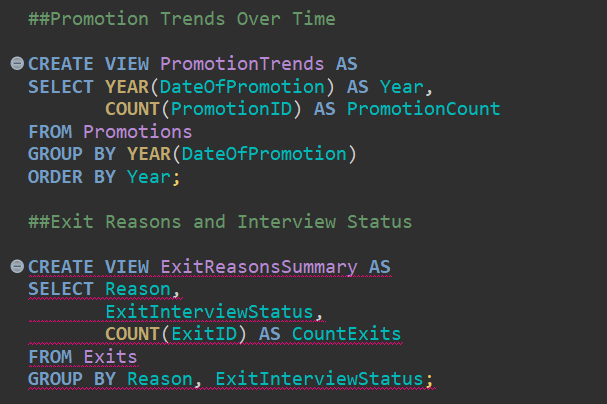 ##Promotion Trends Over Time
CREATE VIEW PromotionTrends AS
SELECT YEAR(DateOfPromotion) AS Year,
COUNT(PromotionID) AS PromotionCount
FROM Promotions
GROUP BY YEAR(DateOfPromotion)
ORDER BY Year;
##Exit Reasons and Interview Status
CREATE VIEW ExitReasonsSummary AS
SELECT Reason,
ExitInterviewStatus,
COUNT(ExitID) AS CountExits
FROM Exits
GROUP BY Reason, ExitInterviewStatus;